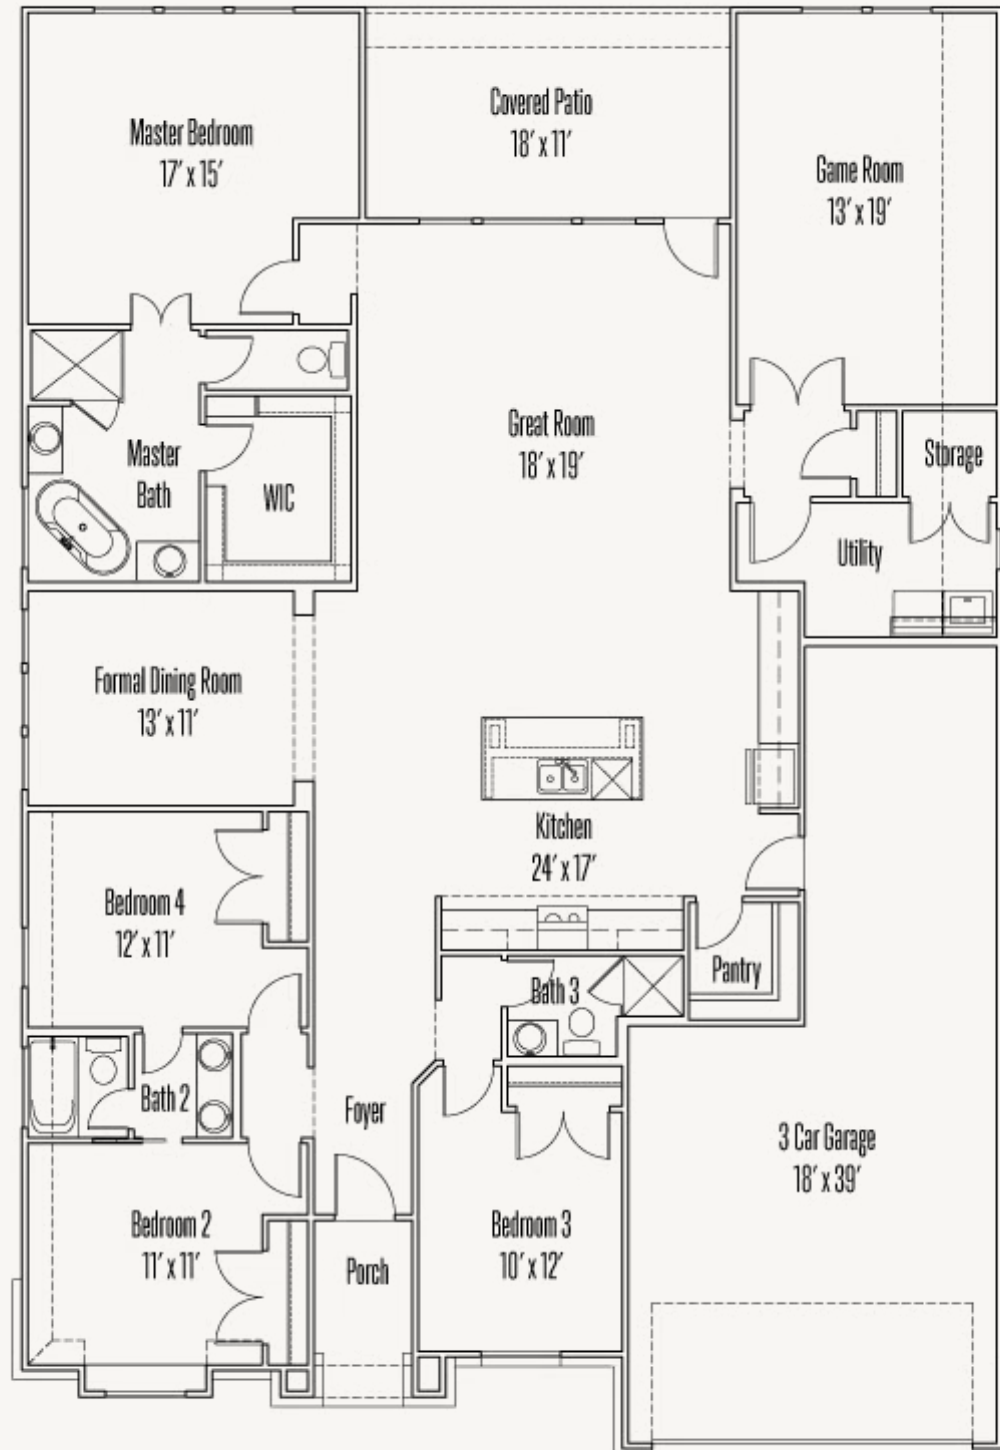 Master Bedroom
17' x 15'
Covered Patio
18' x 11'
Game Room
13' x 19'
Great Room
18' x 19'
Master
Bath
WIC
Storage
Utility
Formal Dining Room
13' x 11'
Kitchen
24' x 17'
Bedroom 4
12' x 11'
Pantry
Bath 3
Bath 2
Foyer
3 Car Garage
18' x 39'
Bedroom 2
11' x 11'
Porch
Bedroom 3
10' x 12'